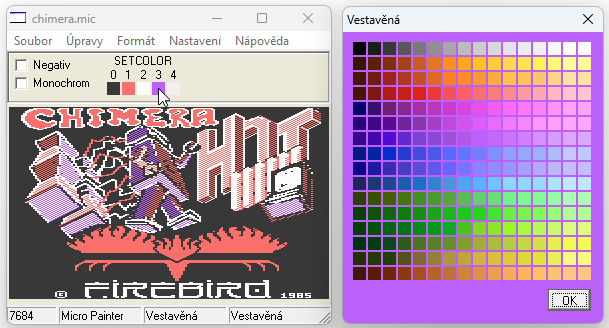 chimera.mic
Soubor Úpravy Formát Nastavení Nápověda
Negativ
Monochrom
SETCOLOR
0 1 2 3 4
CHIMERA
HIT
© FIREBIRD 1985
7684 Micro Painter Vestavěná Vestavěná
Vestavěná
OK